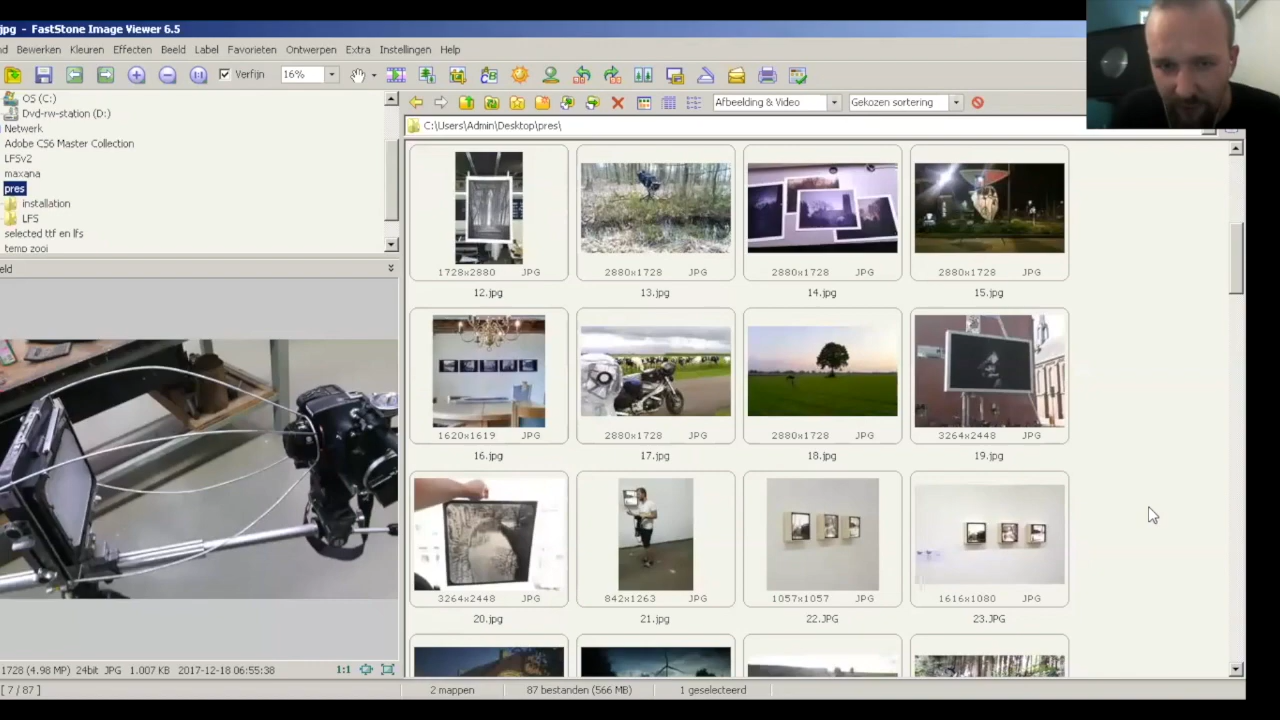 jpg - FastStone Image Viewer 6.5
Bewerken Kleuren Effecten Beeld Label Favorieten Ontwerpen Extra Instellingen Help
Verfijn 16%
OS (C:)
Dvd-rw-station (D:)
Netwerk
Adobe CS6 Master Collection
LFSv2
maxana
pres
installation
LFS
selected ttf en lfs
temp zooi
Afbeelding & Video Gekozen sortering
C:\Users\Admin\Desktop\pres\
1728x2880 JPG 2880x1728 JPG 2880x1728 JPG 2880x1728 JPG
12.jpg 13.jpg 14.jpg 15.jpg
1620x1619 JPG 2880x1728 JPG 2880x1728 JPG 3264x2448 JPG
16.jpg 17.jpg 18.jpg 19.jpg
3264x2448 JPG 842x1263 JPG 1057x1057 JPG 1616x1080 JPG
20.jpg 21.jpg 22.JPG 23.JPG
1728 (4.98 MP) 24bit JPG 1.007 KB 2017-12-18 06:55:38 1:1
[ 7 / 87 ] 2 mappen 87 bestanden (566 MB) 1 geselecteerd